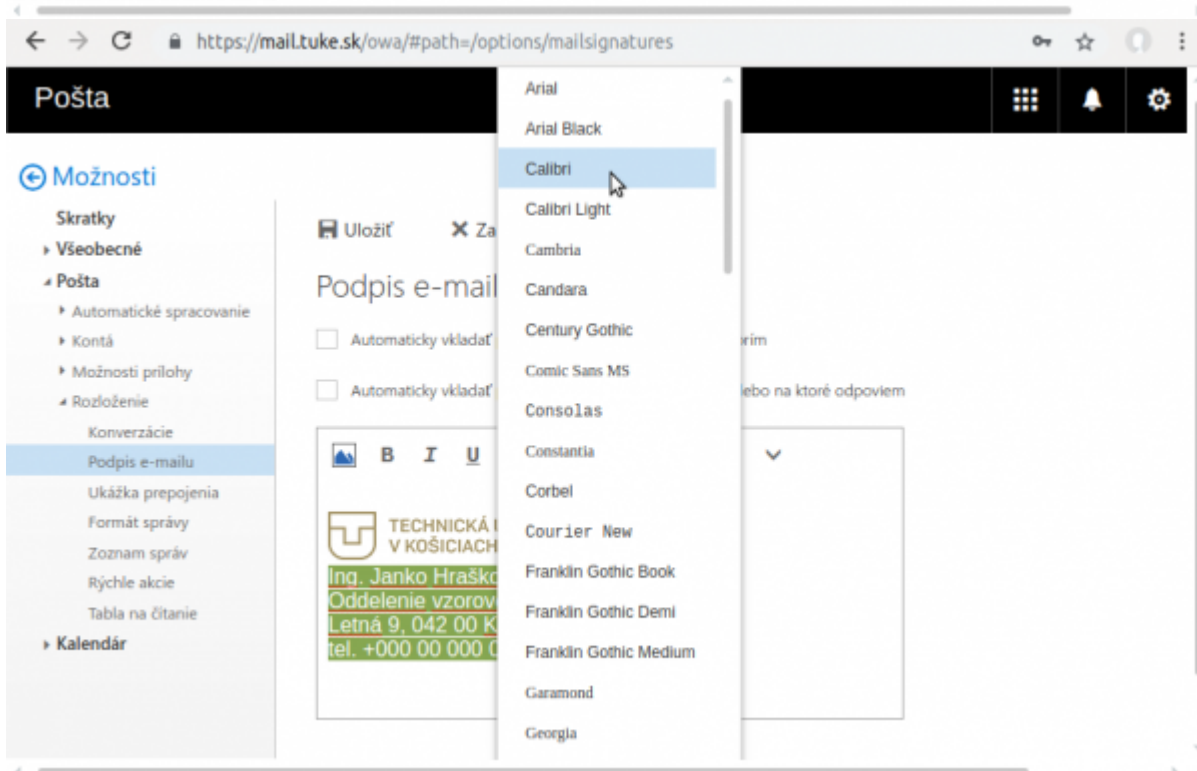 https://mail.tuke.sk/owa/#path=/options/mailsignatures
Pošta
Možnosti
Skratky
Všeobecné
Pošta
Automatické spracovanie
Kontá
Možnosti prílohy
Rozloženie
Konverzácie
Podpis e-mailu
Ukážka prepojenia
Formát správy
Zoznam správ
Rýchle akcie
Tabla na čítanie
Kalendár
Uložiť Za
Podpis e-mail
Automaticky vkladať rím
Automaticky vkladať lebo na ktoré odpoviem
B I U
TECHNICKÁ
V KOŠICIACH
Ing. Janko Hraško
Oddelenie vzorov
Letná 9, 042 00 K
tel. +000 00 000 0
Arial
Arial Black
Calibri
Calibri Light
Cambria
Candara
Century Gothic
Comic Sans MS
Consolas
Constantia
Corbel
Courier New
Franklin Gothic Book
Franklin Gothic Demi
Franklin Gothic Medium
Garamond
Georgia